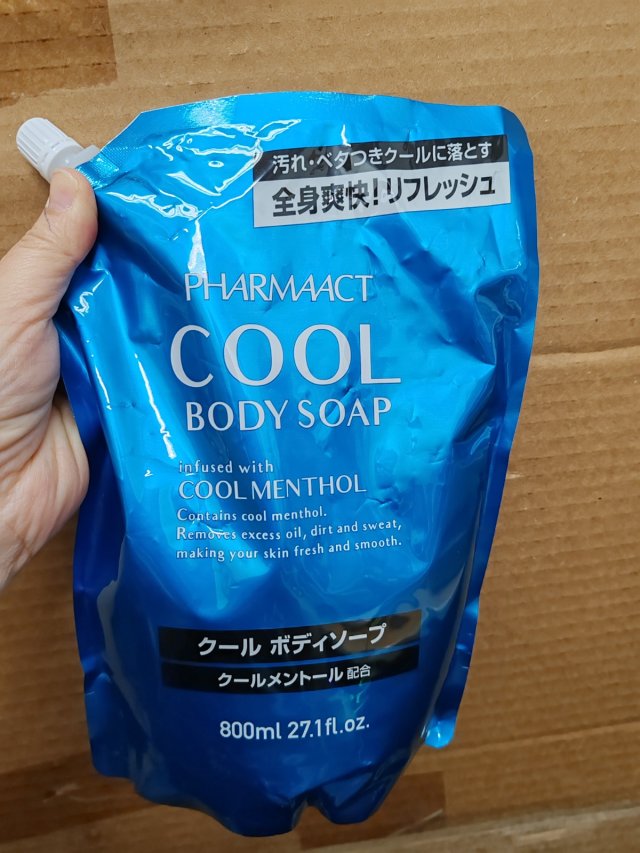 汚れ・ベタつきクールに落とす
全身爽快!リフレッシュ
PHARMAACT
COOL
BODY SOAP
infused with
COOL MENTHOL
Contains cool menthol.
Removes excess oil, dirt and sweat,
making your skin fresh and smooth.
クール ボディソープ
クールメントール 配合
800ml 27.1fl.oz.